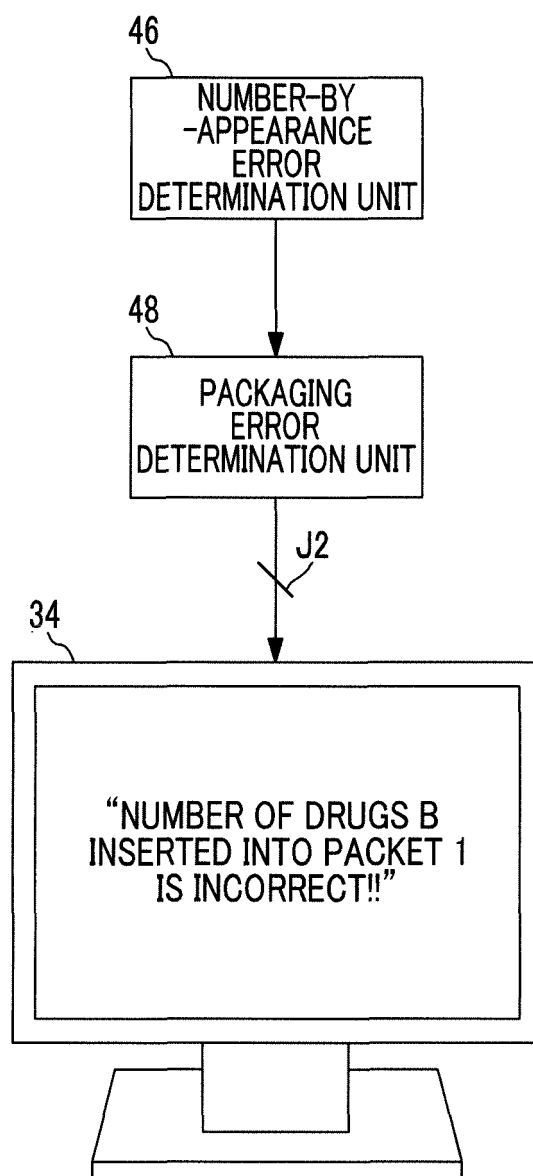 46
NUMBER-BY
-APPEARANCE
ERROR
DETERMINATION UNIT
48
PACKAGING
ERROR
DETERMINATION UNIT
J2
34
“NUMBER OF DRUGS B
INSERTED INTO PACKET 1
IS INCORRECT!!”